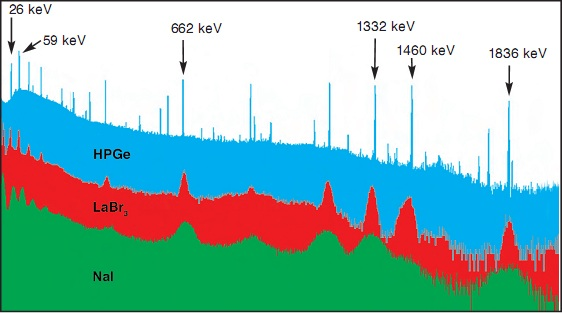 26 keV
59 keV
662 keV
1332 keV
1460 keV
1836 keV
HPGe
LaBr₃
NaI